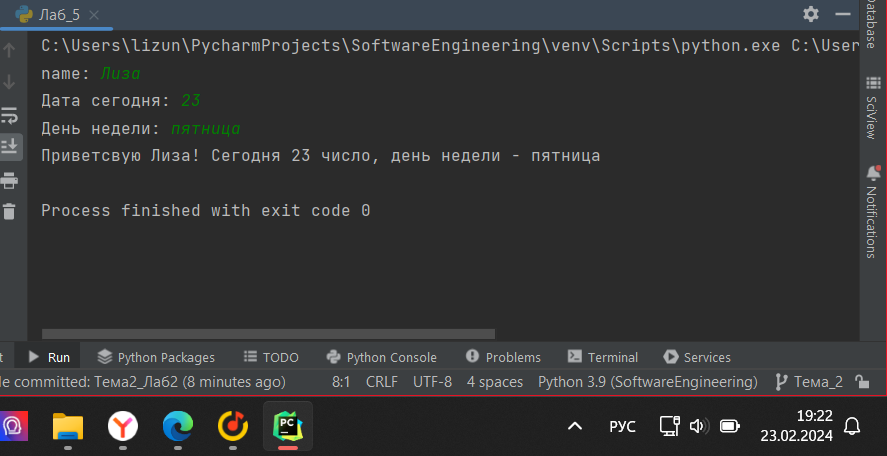 Лаб_5
C:\Users\lizun\PycharmProjects\SoftwareEngineering\venv\Scripts\python.exe C:\User
name: Лиза
Дата сегодня: 23
День недели: пятница
Приветсвую Лиза! Сегодня 23 число, день недели - пятница
Process finished with exit code 0
Database
SciView
Notifications
t Run Python Packages TODO Python Console Problems Terminal Services
le committed: Тема2_Лаб2 (8 minutes ago) 8:1 CRLF UTF-8 4 spaces Python 3.9 (SoftwareEngineering) Тема_2
PC РУС 19:22
23.02.2024